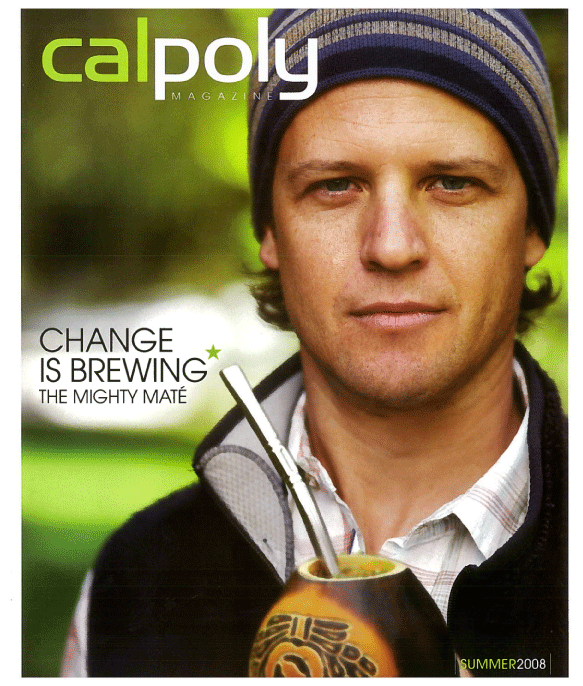 calpoly
MAGAZINE
CHANGE
IS BREWING
THE MIGHTY MATÉ
SUMMER2008